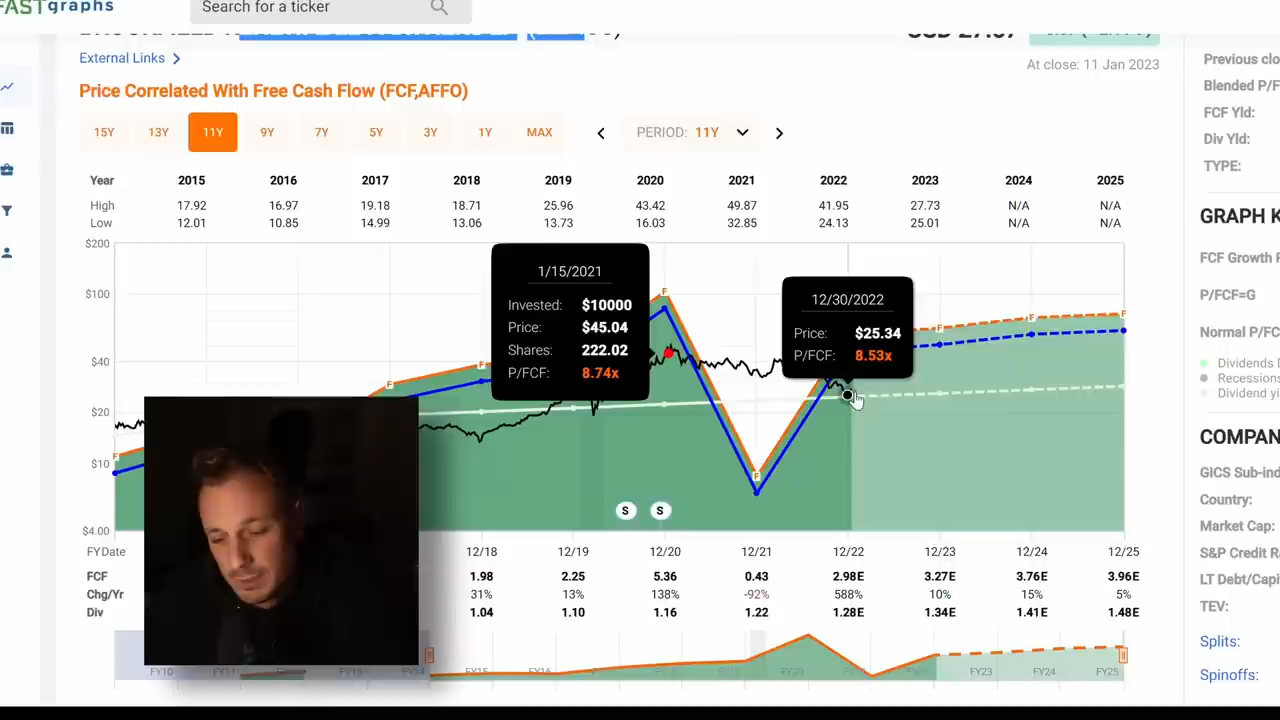 FASTgraphs
Search for a ticker
External Links
At close: 11 Jan 2023
Price Correlated With Free Cash Flow (FCF,AFFO)
15Y 13Y 11Y 9Y 7Y 5Y 3Y 1Y MAX PERIOD: 11Y
Year 2015 2016 2017 2018 2019 2020 2021 2022 2023 2024 2025
High 17.92 16.97 19.18 18.71 25.96 43.42 49.87 41.95 27.73 N/A N/A
Low 12.01 10.85 14.99 13.06 13.73 16.03 32.85 24.13 25.01 N/A N/A
$200
$100
$40
$20
$10
$4.00
1/15/2021
Invested: $10000
Price: $45.04
Shares: 222.02
P/FCF: 8.74x
12/30/2022
Price: $25.34
P/FCF: 8.53x
F F F F F F F F
S S
FYDate 12/18 12/19 12/20 12/21 12/22 12/23 12/24 12/25
FCF 1.98 2.25 5.36 0.43 2.98E 3.27E 3.76E 3.96E
Chg/Yr 31% 13% 138% -92% 588% 10% 15% 5%
Div 1.04 1.10 1.16 1.22 1.28E 1.34E 1.41E 1.48E
FY10 FY11 FY15 FY16 FY20 FY23 FY24 FY25
Previous clo
Blended P/F
FCF Yld:
Div Yld:
TYPE:
GRAPH K
FCF Growth R
P/FCF=G
Normal P/FC
Dividends D
Recessions
Dividend yi
COMPAN
GICS Sub-ind
Country:
Market Cap:
S&P Credit R
LT Debt/Capi
TEV:
Splits:
Spinoffs: